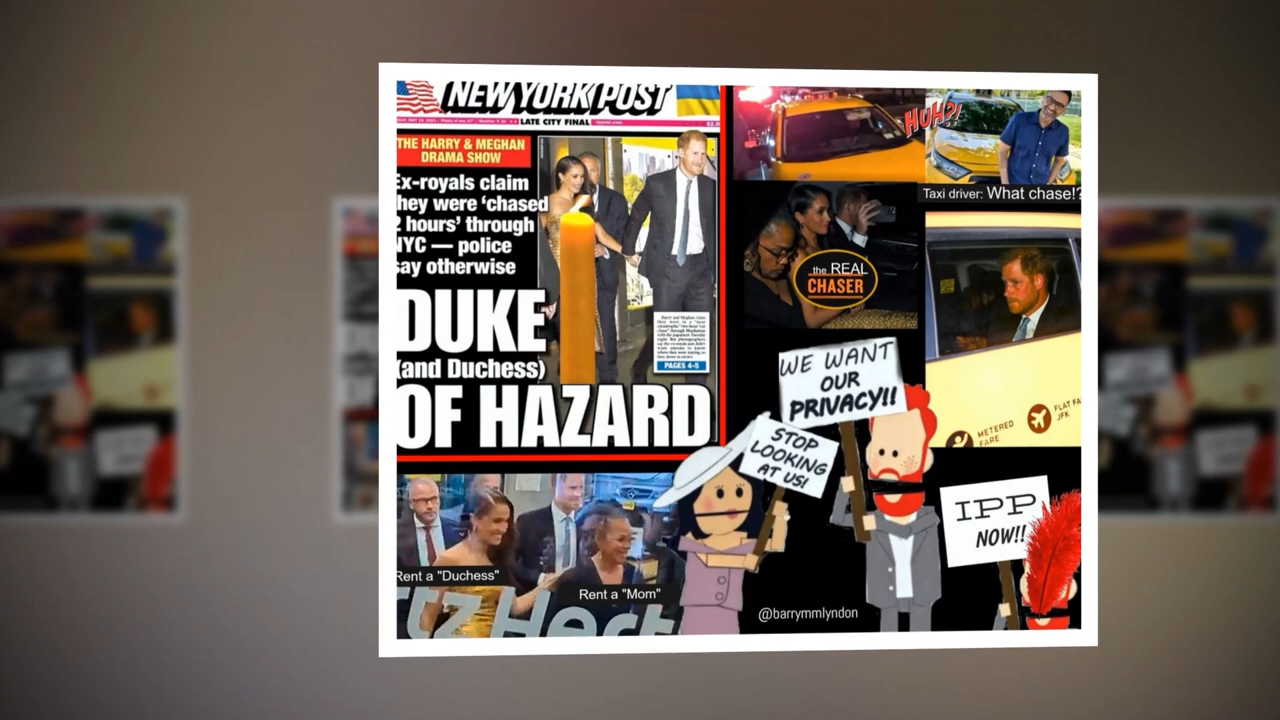 NEW YORK POST
LATE CITY FINAL
THE HARRY & MEGHAN
DRAMA SHOW
Ex-royals claim
they were ‘chased
2 hours’ through
NYC — police
say otherwise
DUKE
(and Duchess)
OF HAZARD
PAGES 4-5
HUH?!
Taxi driver: What chase!?
the REAL
CHASER
METERED
FARE
FLAT FA
JFK
WE WANT
OUR
PRIVACY!!
STOP
LOOKING
AT US!
IPP
NOW!!
Rent a "Duchess"
Rent a "Mom"
rtz Hert
@barrymmlyndon